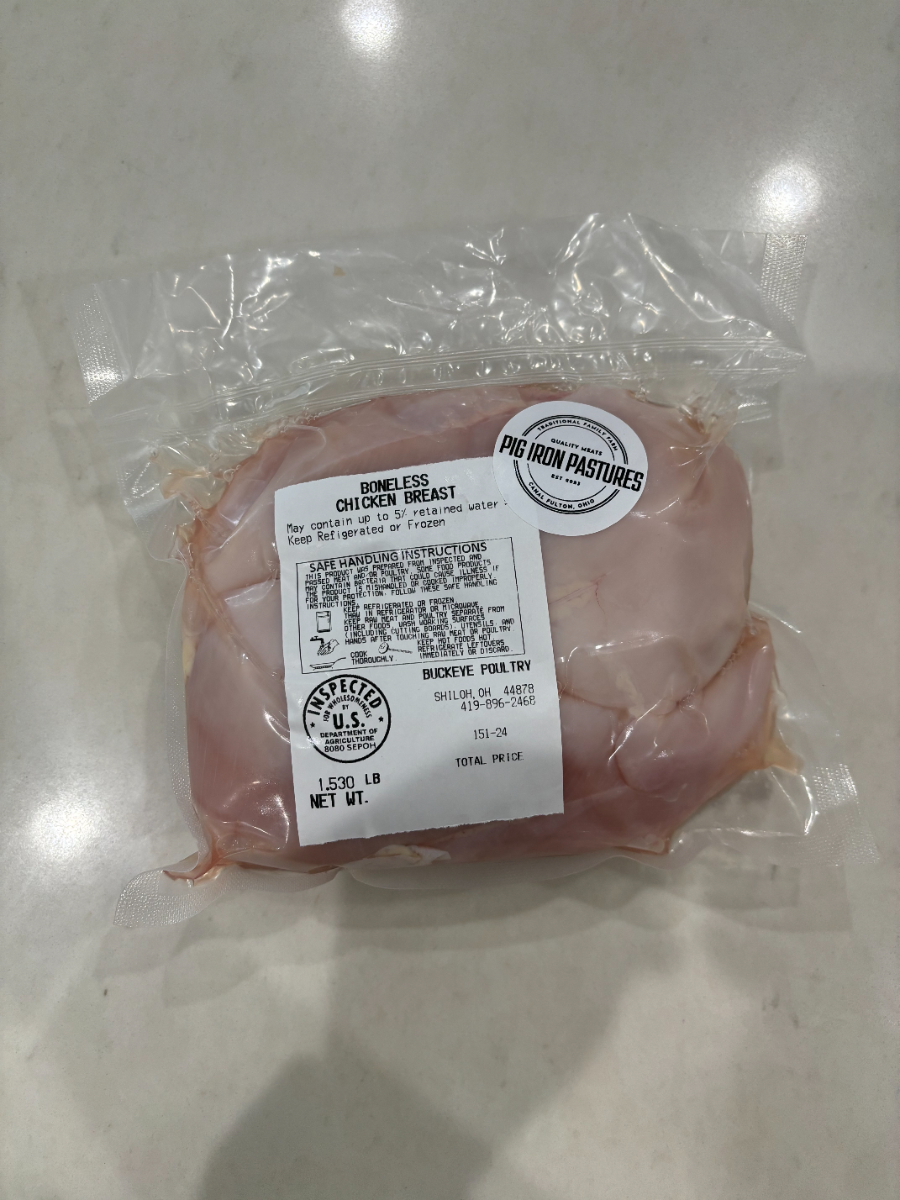 TRADITIONAL FAMILY FARM
QUALITY MEATS
PIG IRON PASTURES
CANAL FULTON, OHIO
BONELESS
CHICKEN BREAST
May contain up to 5% retained water
Keep Refigerated or Frozen
SAFE HANDLING INSTRUCTIONS
THIS PRODUCT WAS PREPARED FROM INSPECTED AND
PASSED MEAT AND/OR POULTRY. SOME FOOD PRODUCTS
MAY CONTAIN BACTERIA THAT COULD CAUSE ILLNESS IF
THE PRODUCT IS MISHANDLED OR COOKED IMPROPERLY.
FOR YOUR PROTECTION, FOLLOW THESE SAFE HANDLING
INSTRUCTIONS.
KEEP REFRIGERATED OR FROZEN
THAW IN REFRIGERATOR OR MICROWAVE
KEEP RAW MEAT AND POULTRY SEPARATE FROM
OTHER FOODS. WASH WORKING SURFACES
(INCLUDING CUTTING BOARDS), UTENSILS, AND
HANDS AFTER TOUCHING RAW MEAT OR POULTRY
COOK
THOROUGHLY
KEEP HOT FOODS HOT
REFRIGERATE LEFTOVERS
IMMEDIATELY OR DISCARD.
BUCKEYE POULTRY
SHILOH, OH 44878
419-896-2468
151-24
TOTAL PRICE
INSPECTED
FOR WHOLESOMENESS
BY
U.S.
DEPARTMENT OF
AGRICULTURE
8080 SEPOH
1.530 LB
NET WT.